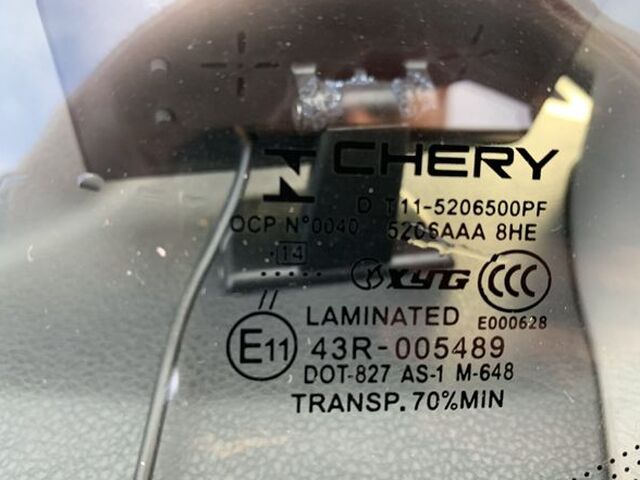 CHERY
D T11-5206500PF
OCP N°0040 5206AAA 8HE
14
XYG CCC
E000628
LAMINATED
E11 43R-005489
DOT-827 AS-1 M-648
TRANSP. 70%MIN